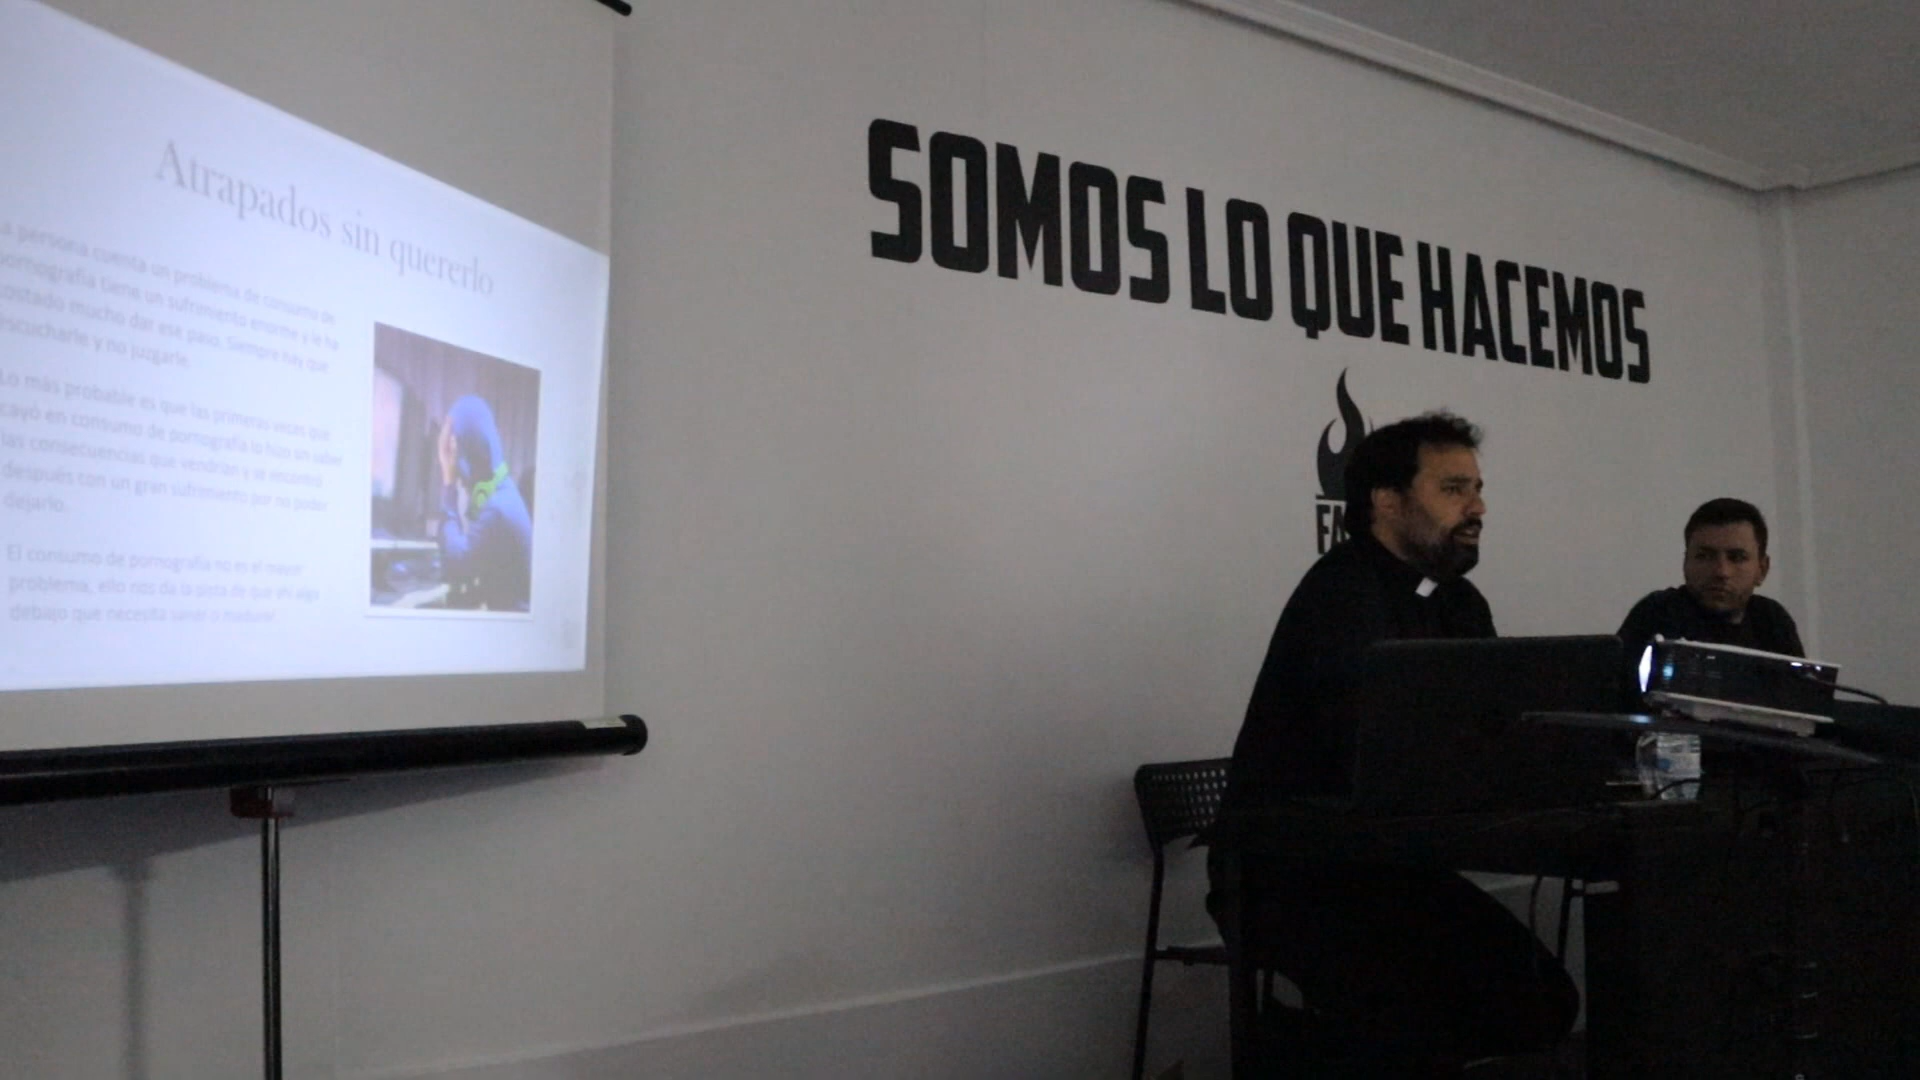 Atrapados sin quererlo
a persona cuenta un problema de consumo de
pornografía tiene un sufrimiento enorme y le ha
costado mucho dar ese paso. Siempre hay que
escucharle y no juzgarle.
Lo más probable es que las primeras veces que
cayó en consumo de pornografía lo hizo sin saber
las consecuencias que vendrían y se encontró
después con un gran sufrimiento por no poder
dejarlo.
El consumo de pornografía no es el mayor
problema, ello nos da la pista de que ahí algo
debajo que necesita sanar o madurar
SOMOS LO QUE HACEMOS